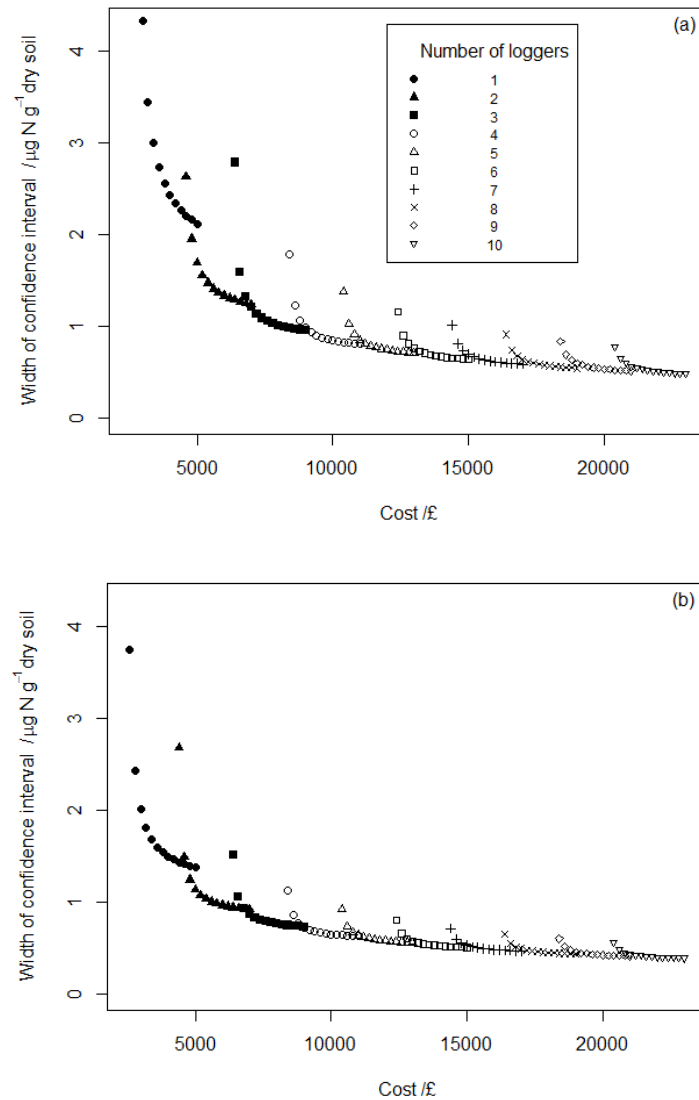 (a)
Number of loggers
1
2
3
4
5
6
7
8
9
10
4
3
2
1
0
Width of confidence interval / µg N g⁻¹ dry soil
5000 10000 15000 20000
Cost /£
(b)
4
3
2
1
0
Width of confidence interval / µg N g⁻¹ dry soil
5000 10000 15000 20000
Cost /£